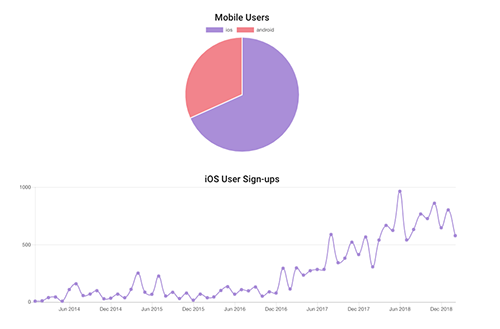 Mobile Users
ios android
iOS User Sign-ups
1000
500
0
Jun 2014 Dec 2014 Jun 2015 Dec 2015 Jun 2016 Dec 2016 Jun 2017 Dec 2017 Jun 2018 Dec 2018